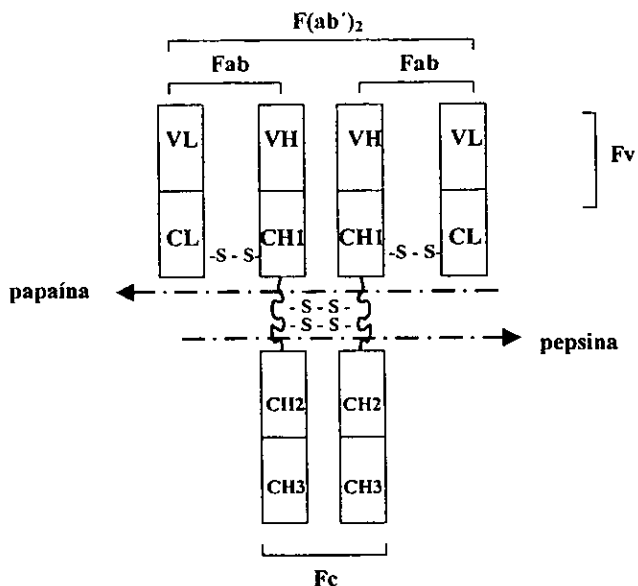 F(ab´)₂
Fab Fab
VL VH VH VL
Fv
CL -S - S- CH1 CH1 -S - S- CL
papaína
- S - S -
- S - S -
pepsina
CH2 CH2
CH3 CH3
Fc